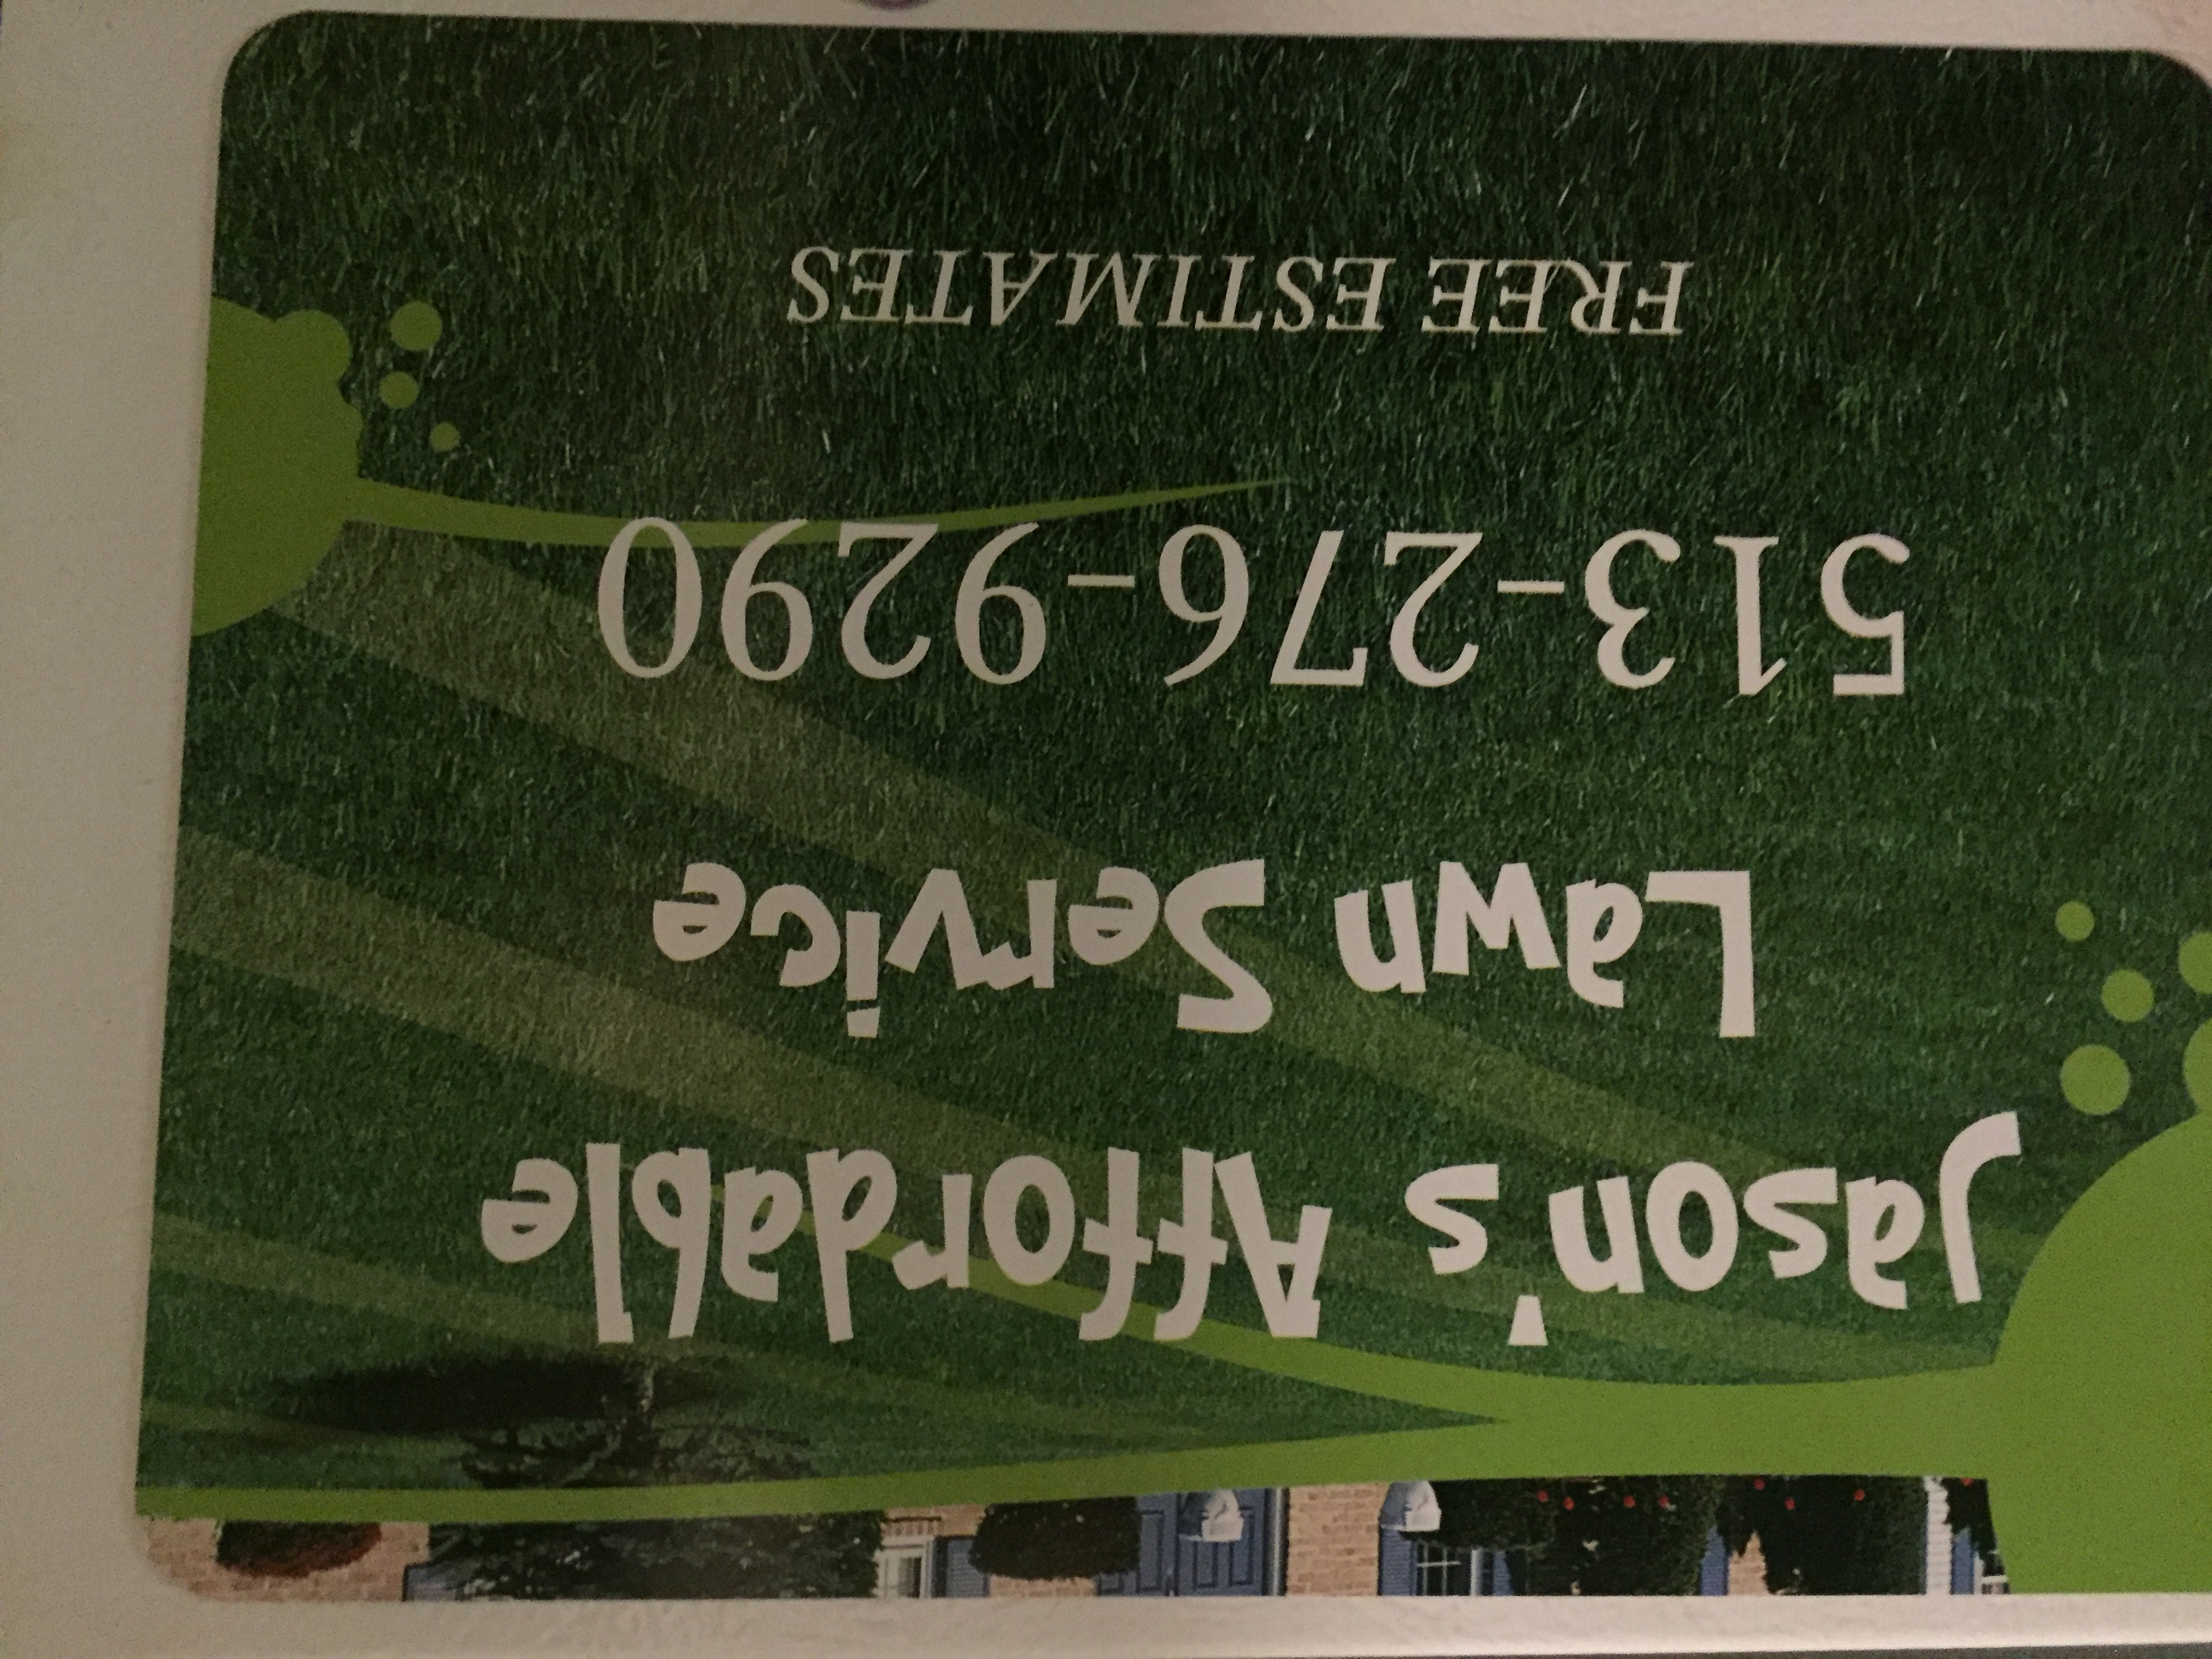 Jason's Affordable
Lawn Service
513-276-9290
FREE ESTIMATES